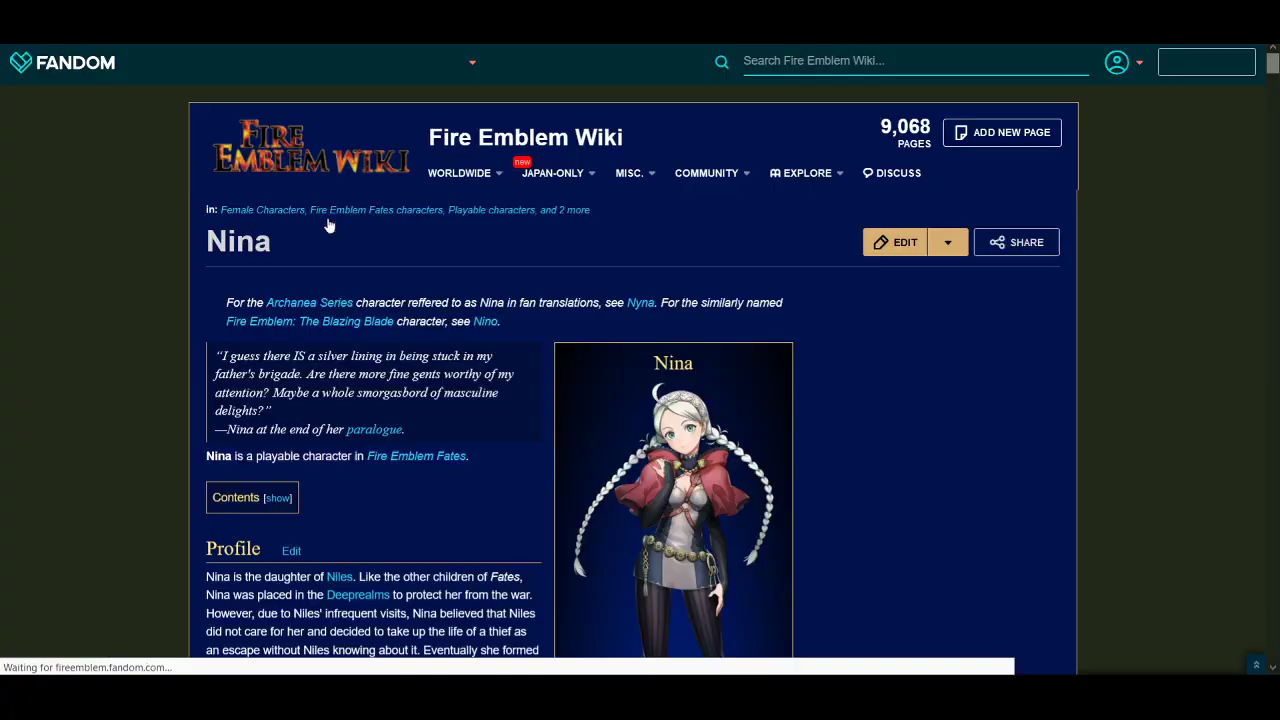 FANDOM
Search Fire Emblem Wiki...
FIRE
EMBLEM WIKI
Fire Emblem Wiki
9,068
PAGES
ADD NEW PAGE
new
WORLDWIDE JAPAN-ONLY MISC. COMMUNITY EXPLORE DISCUSS
in: Female Characters, Fire Emblem Fates characters, Playable characters, and 2 more
Nina
EDIT
SHARE
For the Archanea Series character reffered to as Nina in fan translations, see Nyna. For the similarly named
Fire Emblem: The Blazing Blade character, see Nino.
“I guess there IS a silver lining in being stuck in my
father's brigade. Are there more fine gents worthy of my
attention? Maybe a whole smorgasbord of masculine
delights?”
—Nina at the end of her paralogue.
Nina is a playable character in Fire Emblem Fates.
Contents [show]
Profile Edit
Nina is the daughter of Niles. Like the other children of Fates,
Nina was placed in the Deeprealms to protect her from the war.
However, due to Niles' infrequent visits, Nina believed that Niles
did not care for her and decided to take up the life of a thief as
an escape without Niles knowing about it. Eventually she formed
Nina
Waiting for fireemblem.fandom.com...